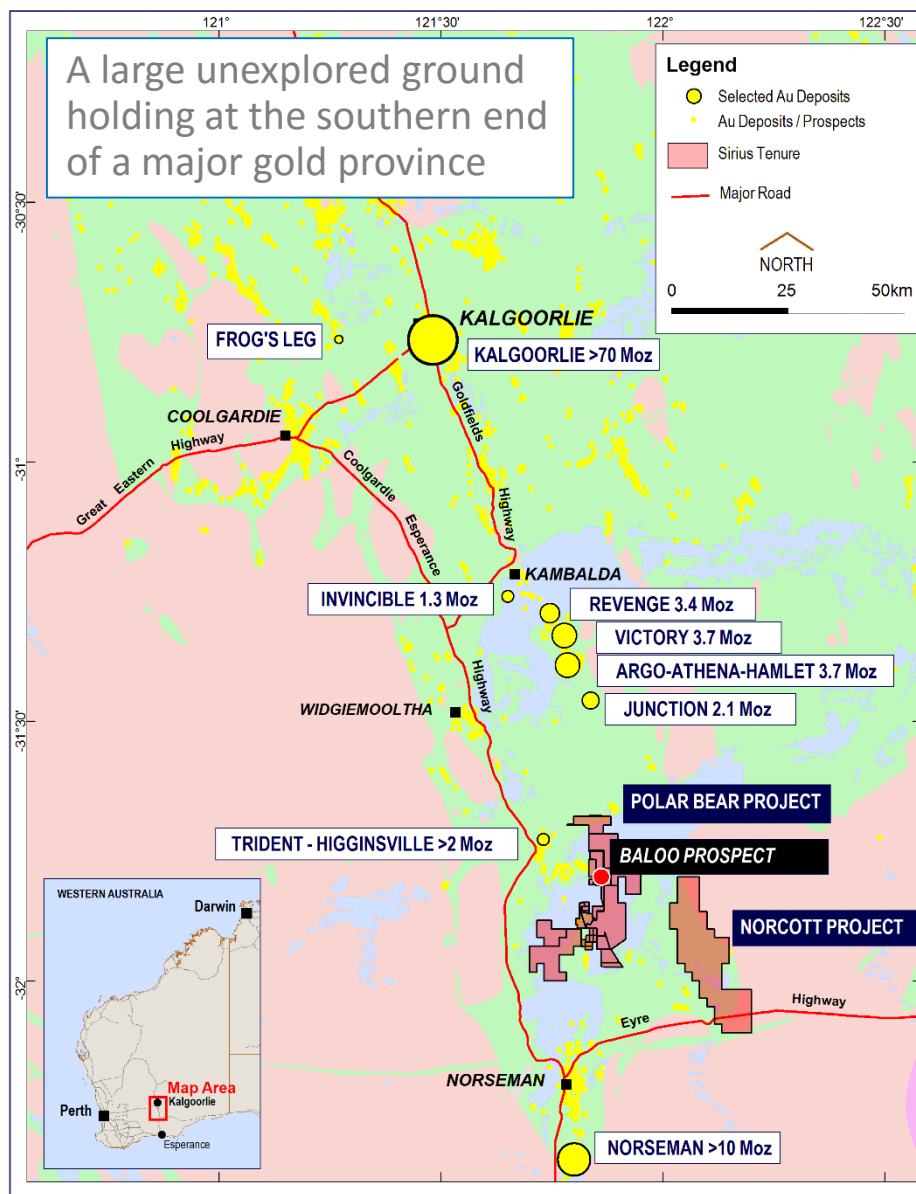 121°
121°30'
122°
122°30'
A large unexplored ground
holding at the southern end
of a major gold province
Legend
Selected Au Deposits
Au Deposits / Prospects
Sirius Tenure
Major Road
NORTH
0 25 50km
-30°30'
KALGOORLIE
FROG'S LEG
KALGOORLIE >70 Moz
COOLGARDIE
Goldfields
Highway
Great Eastern Highway
-31°
Coolgardie
Esperance
Highway
KAMBALDA
INVINCIBLE 1.3 Moz
REVENGE 3.4 Moz
VICTORY 3.7 Moz
ARGO-ATHENA-HAMLET 3.7 Moz
JUNCTION 2.1 Moz
WIDGIEMOOLTHA
-31°30'
POLAR BEAR PROJECT
TRIDENT - HIGGINSVILLE >2 Moz
BALOO PROSPECT
NORCOTT PROJECT
-32°
Eyre Highway
NORSEMAN
NORSEMAN >10 Moz
WESTERN AUSTRALIA
Darwin
Map Area
Kalgoorlie
Perth
Esperance